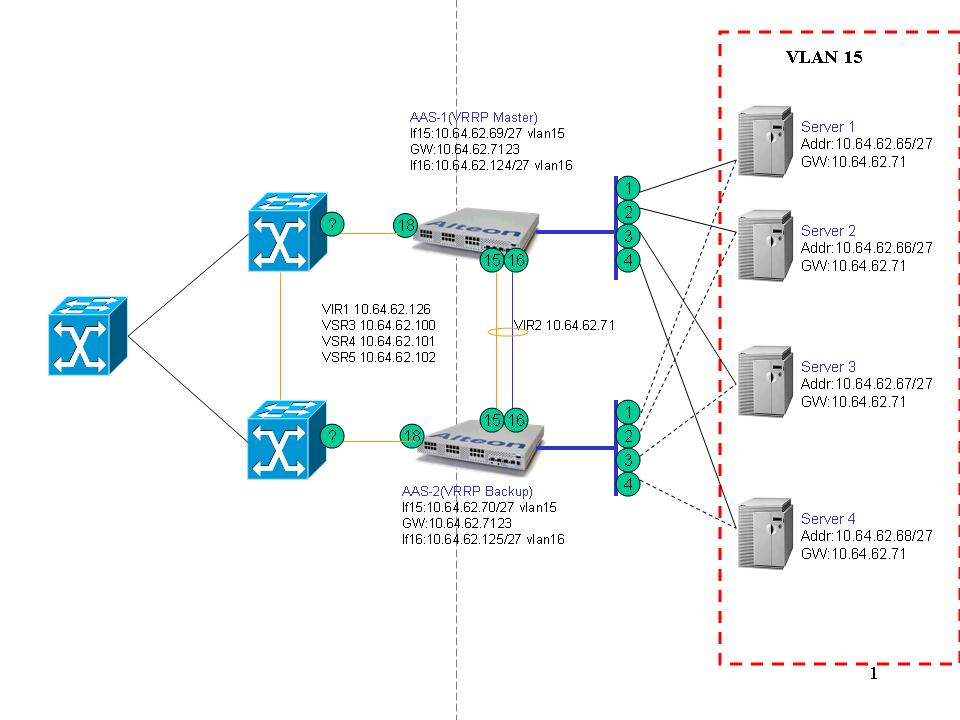 VLAN 15
AAS-1(VRRP Master)
If15:10.64.62.69/27 vlan15
GW:10.64.62.7123
If16:10.64.62.124/27 vlan16
Server 1
Addr:10.64.62.65/27
GW:10.64.62.71
?
18
Alteon
15
16
1
2
3
4
Server 2
Addr:10.64.62.66/27
GW:10.64.62.71
VIR1 10.64.62.126
VSR3 10.64.62.100
VSR4 10.64.62.101
VSR5 10.64.62.102
VIR2 10.64.62.71
Server 3
Addr:10.64.62.67/27
GW:10.64.62.71
?
18
15
16
Alteon
1
2
3
4
AAS-2(VRRP Backup)
If15:10.64.62.70/27 vlan15
GW:10.64.62.7123
If16:10.64.62.125/27 vlan16
Server 4
Addr:10.64.62.68/27
GW:10.64.62.71
1